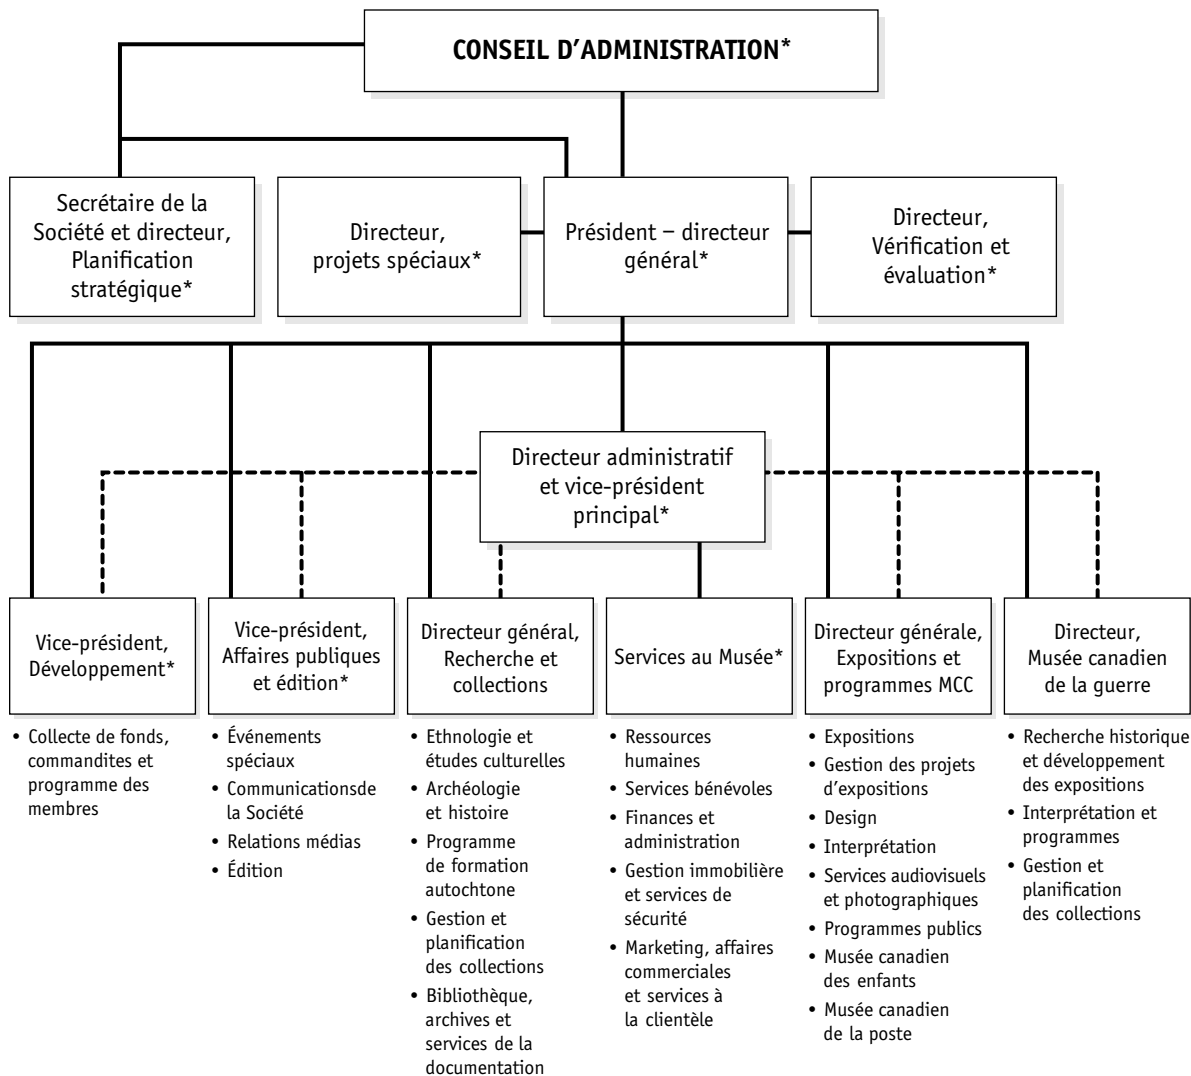 CONSEIL D'ADMINISTRATION*
Secrétaire de la
Société et directeur,
Planification
stratégique*
Directeur,
projets spéciaux*
Président – directeur
général*
Directeur,
Vérification et
évaluation*
Directeur administratif
et vice-président
principal*
Vice-président,
Développement*
• Collecte de fonds,
commandites et
programme des
membres
Vice-président,
Affaires publiques
et édition*
• Événements
spéciaux
• Communicationsde
la Société
• Relations médias
• Édition
Directeur général,
Recherche et
collections
• Ethnologie et
études culturelles
• Archéologie
et histoire
• Programme
de formation
autochtone
• Gestion et
planification
des collections
• Bibliothèque,
archives et
services de la
documentation
Services au Musée*
• Ressources
humaines
• Services bénévoles
• Finances et
administration
• Gestion immobilière
et services de
sécurité
• Marketing, affaires
commerciales
et services à
la clientèle
Directeur générale,
Expositions et
programmes MCC
• Expositions
• Gestion des projets
d'expositions
• Design
• Interprétation
• Services audiovisuels
et photographiques
• Programmes publics
• Musée canadien
des enfants
• Musée canadien
de la poste
Directeur,
Musée canadien
de la guerre
• Recherche historique
et développement
des expositions
• Interprétation et
programmes
• Gestion et
planification
des collections